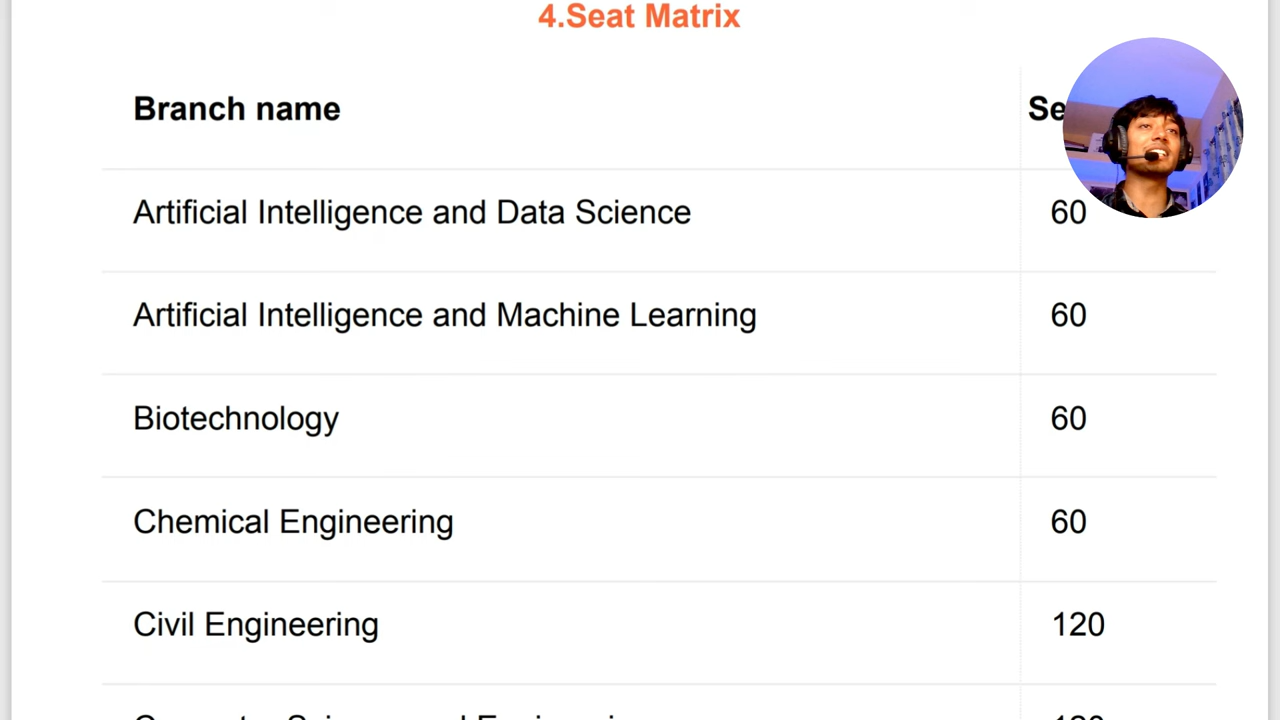 4.Seat Matrix
Branch name
Artificial Intelligence and Data Science 60
Artificial Intelligence and Machine Learning 60
Biotechnology 60
Chemical Engineering 60
Civil Engineering 120